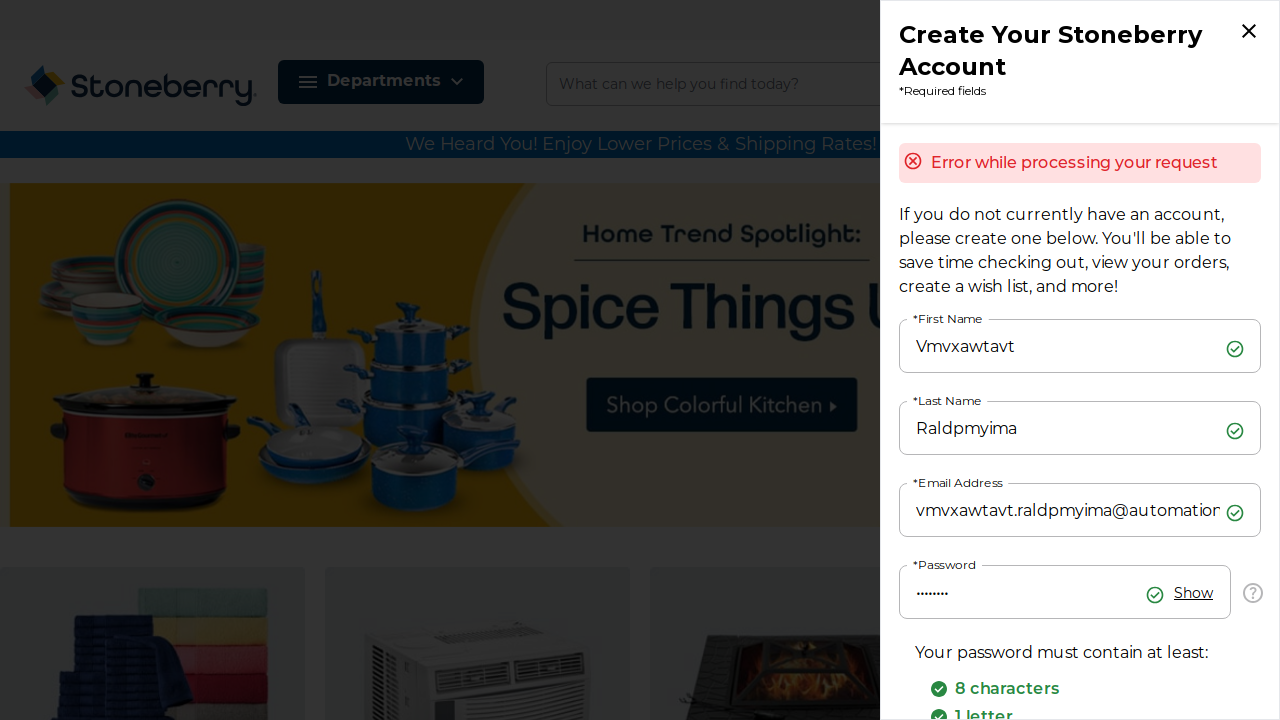 Create Your Stoneberry
Account
*Required fields
Stoneberry
Departments
What can we help you find today?
We Heard You! Enjoy Lower Prices & Shipping Rates!
Error while processing your request
If you do not currently have an account,
please create one below. You'll be able to
save time checking out, view your orders,
create a wish list, and more!
Home Trend Spotlight:
Spice Things U
Shop Colorful Kitchen
*First Name
Vmvxawtavt
*Last Name
Raldpmyima
*Email Address
vmvxawtavt.raldpmyima@automation
*Password
••••••••
Show
Your password must contain at least:
8 characters
1 letter